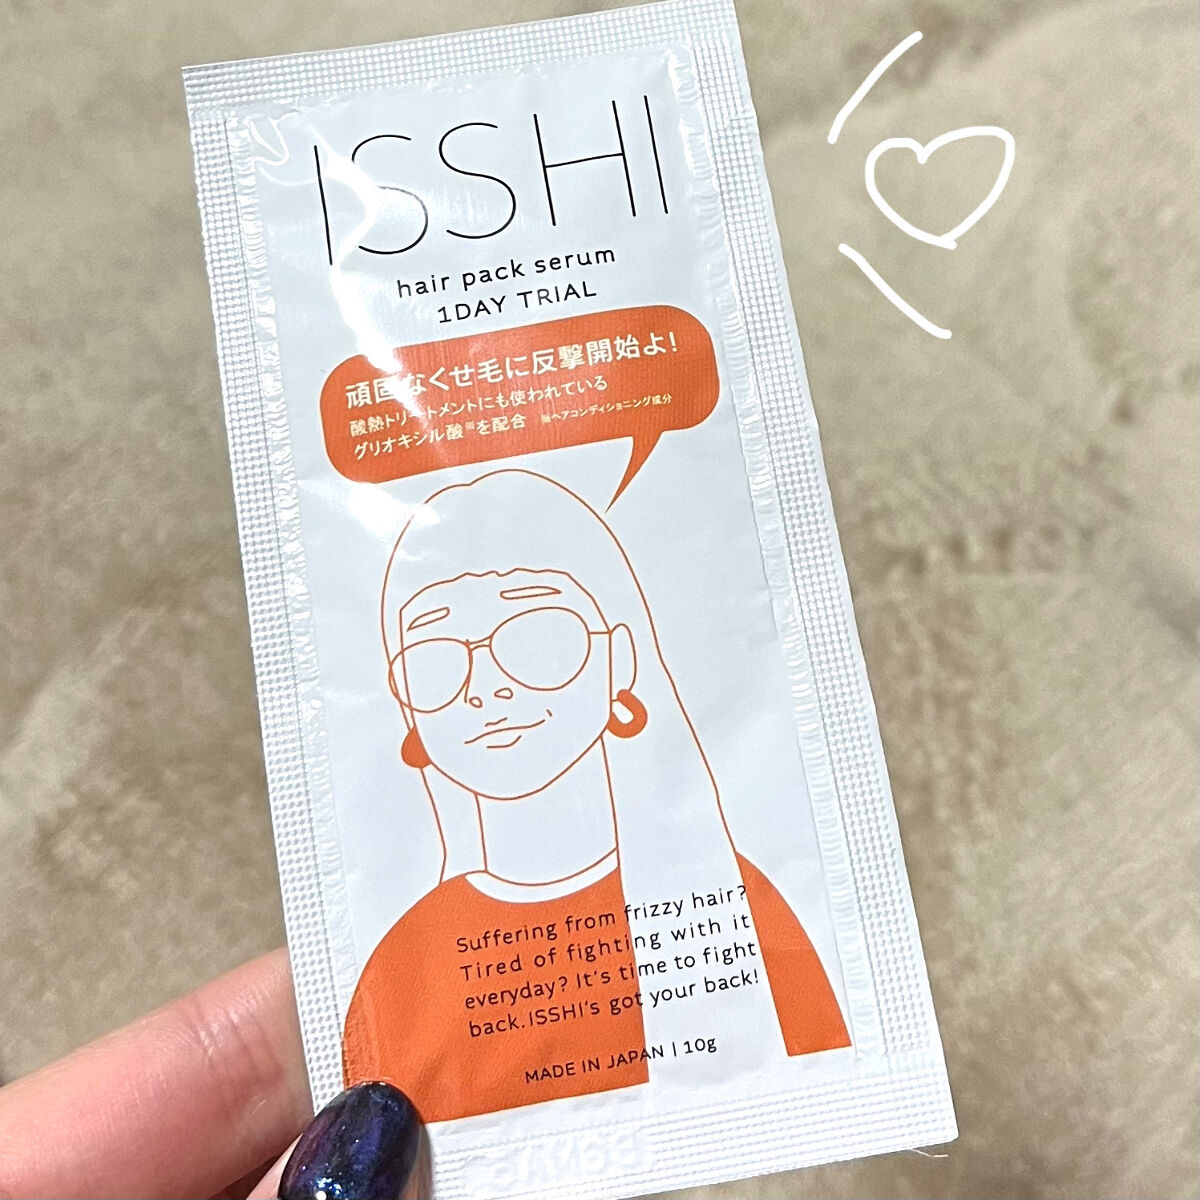 ISSHI
hair pack serum
1DAY TRIAL
頑固なくせ毛に反撃開始よ!
酸熱トリートメントにも使われている
グリオキシル酸※を配合 ※ヘアコンディショニング成分
Suffering from frizzy hair?
Tired of fighting with it
everyday? It's time to fight
back. ISSHI's got your back!
MADE IN JAPAN | 10g